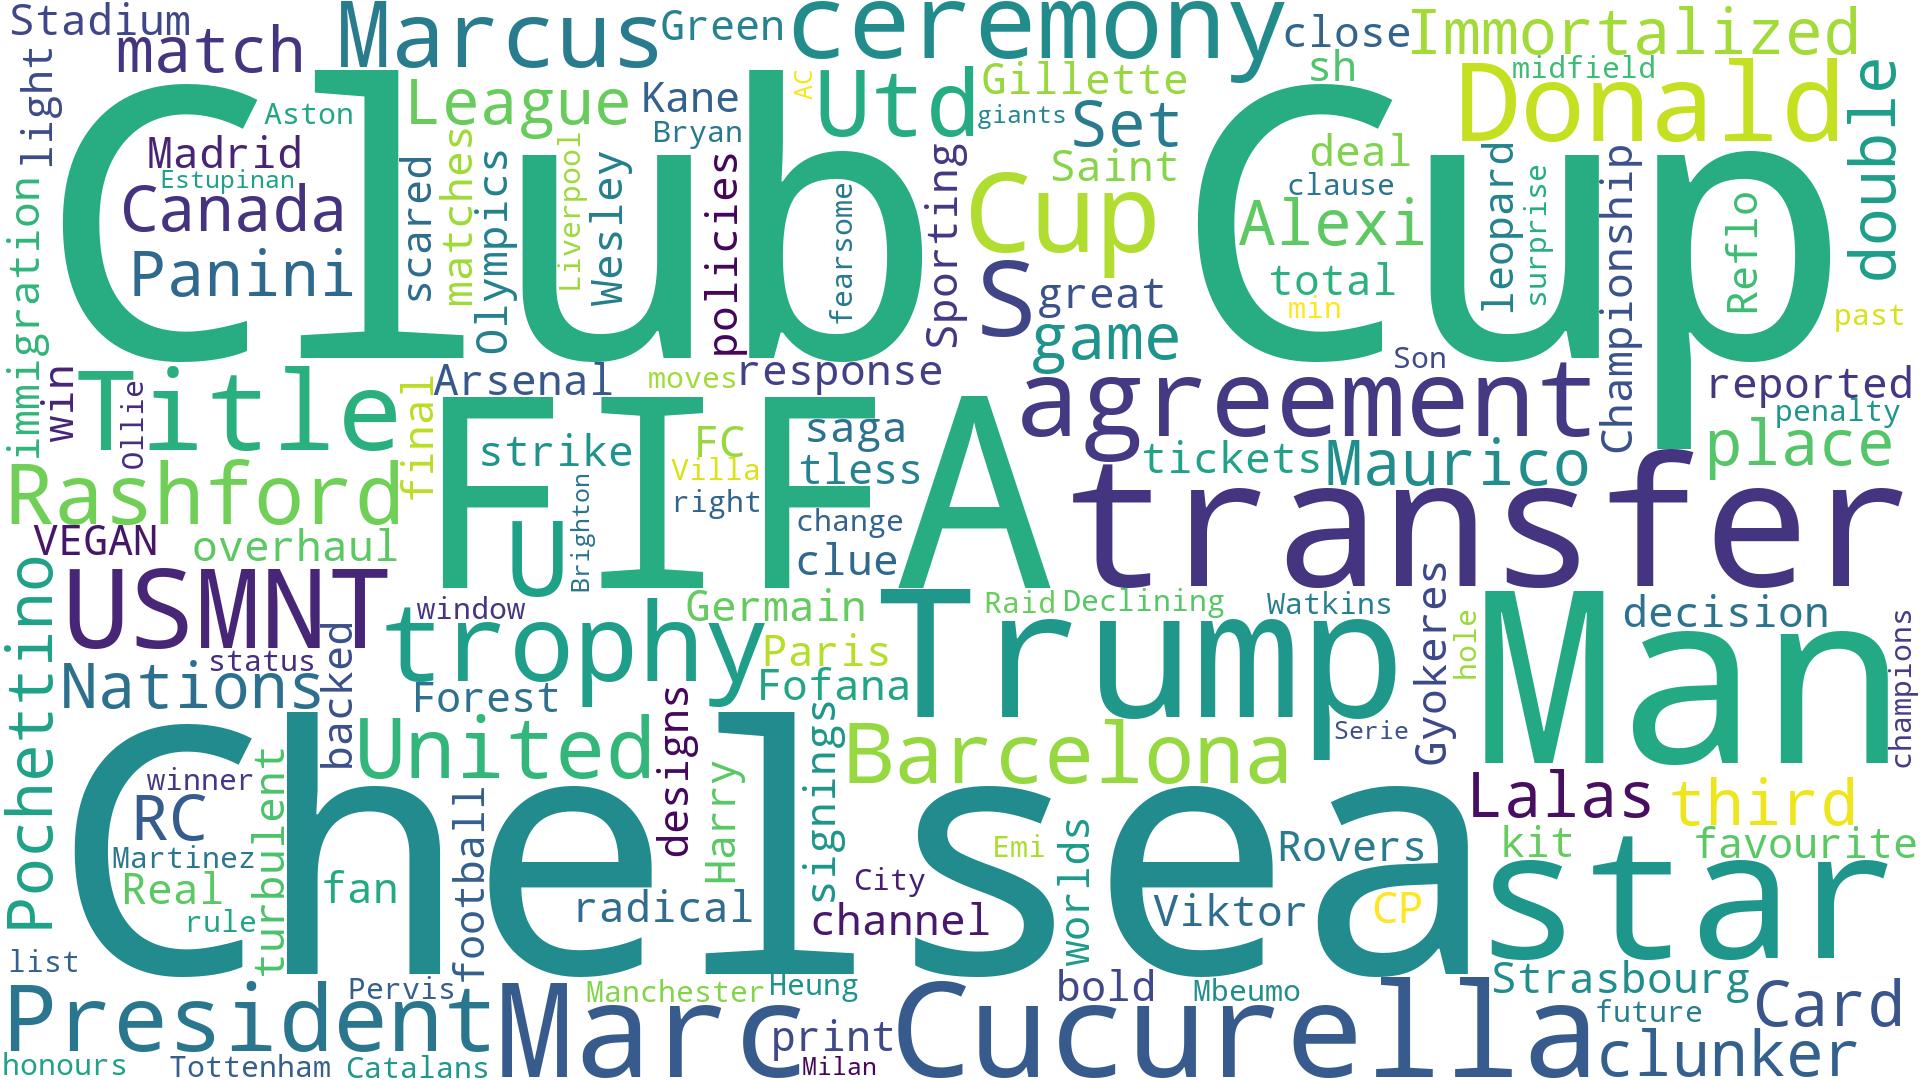 Stadium
match
Marcus
Green
ceremony
close
Immortalized
light
Club Cup
League
Kane
AC
Utd
Gillette
giants
sh
midfield
Donald
double
Aston
Bryan
Set
Madrid
Estupinan
Canada
Panini
scared
matches
Olympics
Liverpool
Wesley
policies
fearsome
Sporting
Saint
Cup
S
great
game
deal
clause
Alexi
total
min
Son
leopard
surprise
Championship
Reflo
past
immigration
win
Title
Ollie
final
Arsenal
moves
response
agreement
reported
penalty
place
FIFA
strike
FC
Villa
right
saga
tless
change
clue
tickets
Maurico
transfer
Rashford
VEGAN
overhaul
U
Brighton
USMNT
window
Germain
Trump
Raid
Declining
Watkins
Gyokeres
hole
Man
decision
champions
Pochettino
status
Nations
backed
trophy
Paris
Forest
Fofana
Serie
Chelsea
United
designs
signings
Barcelona
Lalas
third
winner
RC
turbulent
Martinez
Real
rule
fan
football
Harry
radical
City
channel
Emi
worlds
Rovers
Viktor
CP
kit
favourite
star
list
President
Pervis
Marc
Manchester
Heung
print
Milan
Cucurella
bold
Mbeumo
Strasbourg
future
Card
clunker
honours
Tottenham
Catalans